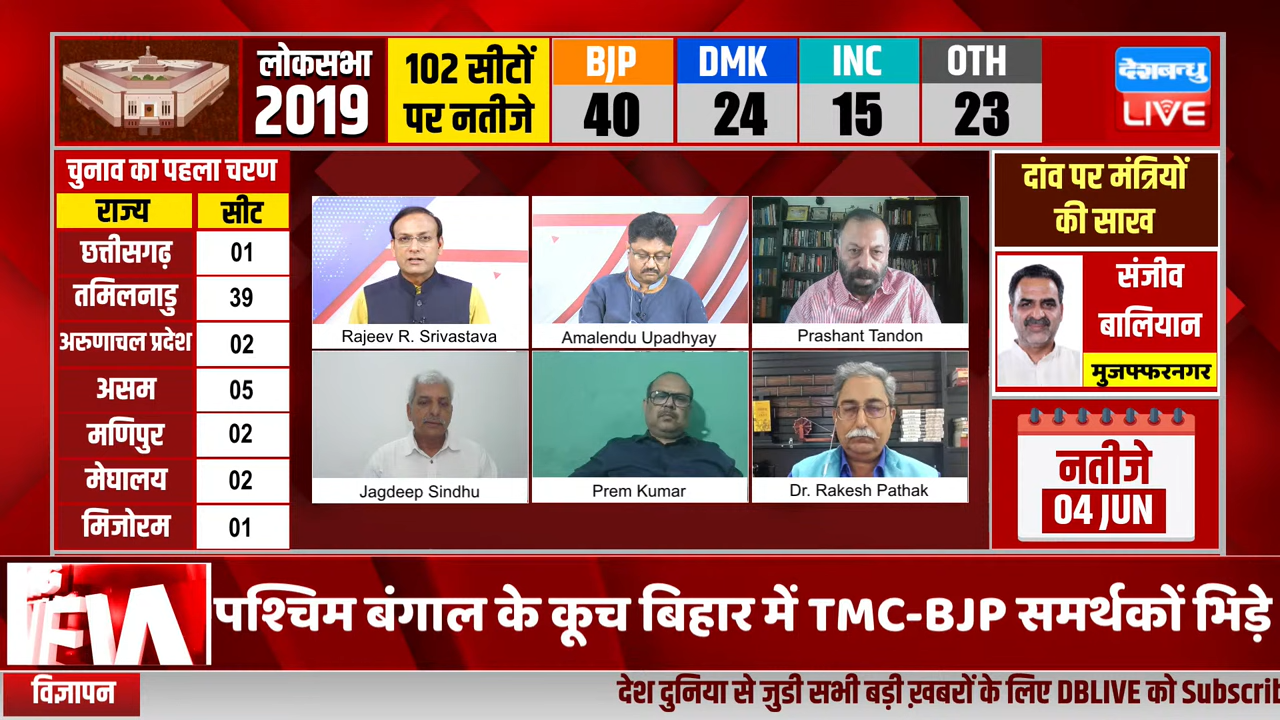 लोकसभा
2019
102 सीटों
पर नतीजे
BJP
40
DMK
24
INC
15
OTH
23
देशबन्धु
LIVE
चुनाव का पहला चरण
राज्य सीट
छत्तीसगढ़ 01
तमिलनाडु 39
अरुणाचल प्रदेश 02
असम 05
मणिपुर 02
मेघालय 02
मिजोरम 01
Rajeev R. Srivastava
Amalendu Upadhyay
Prashant Tandon
Jagdeep Sindhu
Prem Kumar
Dr. Rakesh Pathak
दांव पर मंत्रियों
की साख
संजीव
बालियान
मुजफ्फरनगर
नतीजे
04 JUN
पश्चिम बंगाल के कूच बिहार में TMC-BJP समर्थकों भिड़े
विज्ञापन
देश दुनिया से जुडी सभी बड़ी ख़बरों के लिए DBLIVE को Subscrib